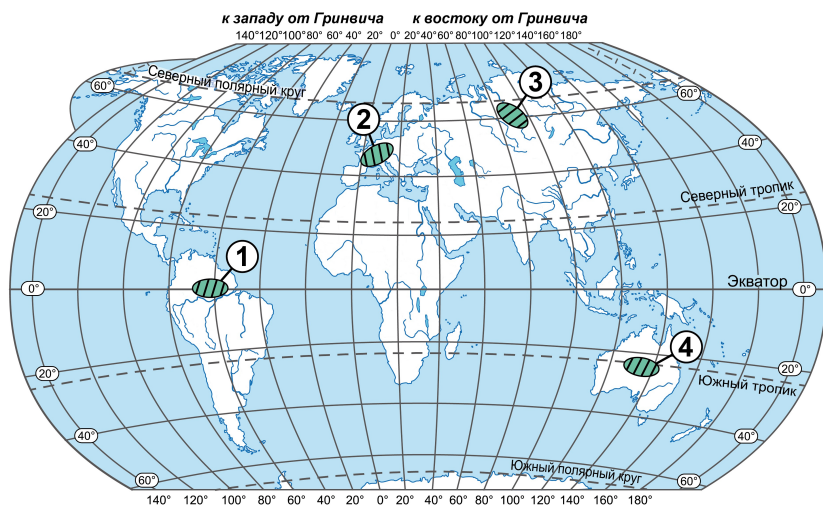 к западу от Гринвича к востоку от Гринвича
140°120°100°80° 60° 40° 20° 0° 20°40°60°80°100°120°140°160°180°
Северный полярный круг
3
60°
60°
2
40°
40°
Северный тропик
20°
20°
1
Экватор
0°
0°
4
20°
20°
Южный тропик
40°
40°
Южный полярный круг
60°
60°
140° 120° 100° 80° 60° 40° 20° 0° 20° 40° 60° 80° 100° 120° 140° 160° 180°